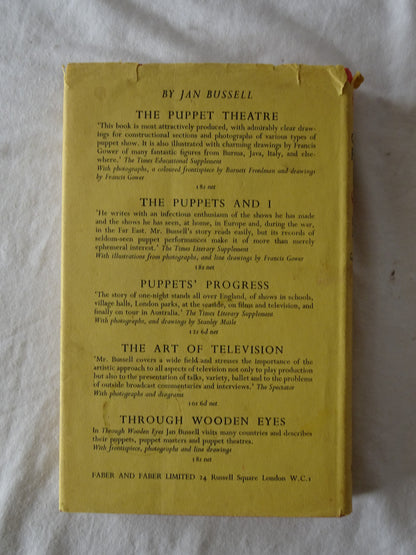 BY JAN BUSSELL
THE PUPPET THEATRE
'This book is most attractively produced, with admirably clear draw-
ings for constructional sections and photographs of various types of
puppet show. It is also illustrated with charming drawings by Francis
Gower of many fantastic figures from Burma, Java, Italy, and else-
where.' The Times Educational Supplement
With photographs, a coloured frontispiece by Barnett Freedman and drawings
by Francis Gower
18s net
THE PUPPETS AND I
'He writes with an infectious enthusiasm of the shows he has made
and the shows he has seen, at home, in Europe and, during the war,
in the Far East. Mr. Bussell's story reads easily, but its records of
seldom-seen puppet performances make it of more than merely
ephemeral interest.' The Times Literary Supplement
With illustrations from photographs, and line drawings by Francis Gower
18s net
PUPPETS' PROGRESS
'The story of one-night stands all over England, of shows in schools,
village halls, London parks, at the seaside, on films and television, and
finally on tour in Australia.' The Times Literary Supplement
With photographs, and drawings by Stanley Maile
12s 6d net
THE ART OF TELEVISION
'Mr. Bussell covers a wide field and stresses the importance of the
artistic approach to all aspects of television not only to play production
but also to the presentation of talks, variety, ballet and to the problems
of outside broadcast commentaries and interviews.' The Spectator
With photographs and diagrams
10s 6d net
THROUGH WOODEN EYES
In Through Wooden Eyes Jan Bussell visits many countries and describes
their puppets, puppet masters and puppet theatres.
With frontispiece, photographs and line drawings
18s net
FABER AND FABER LIMITED 24 Russell Square London W.C.1